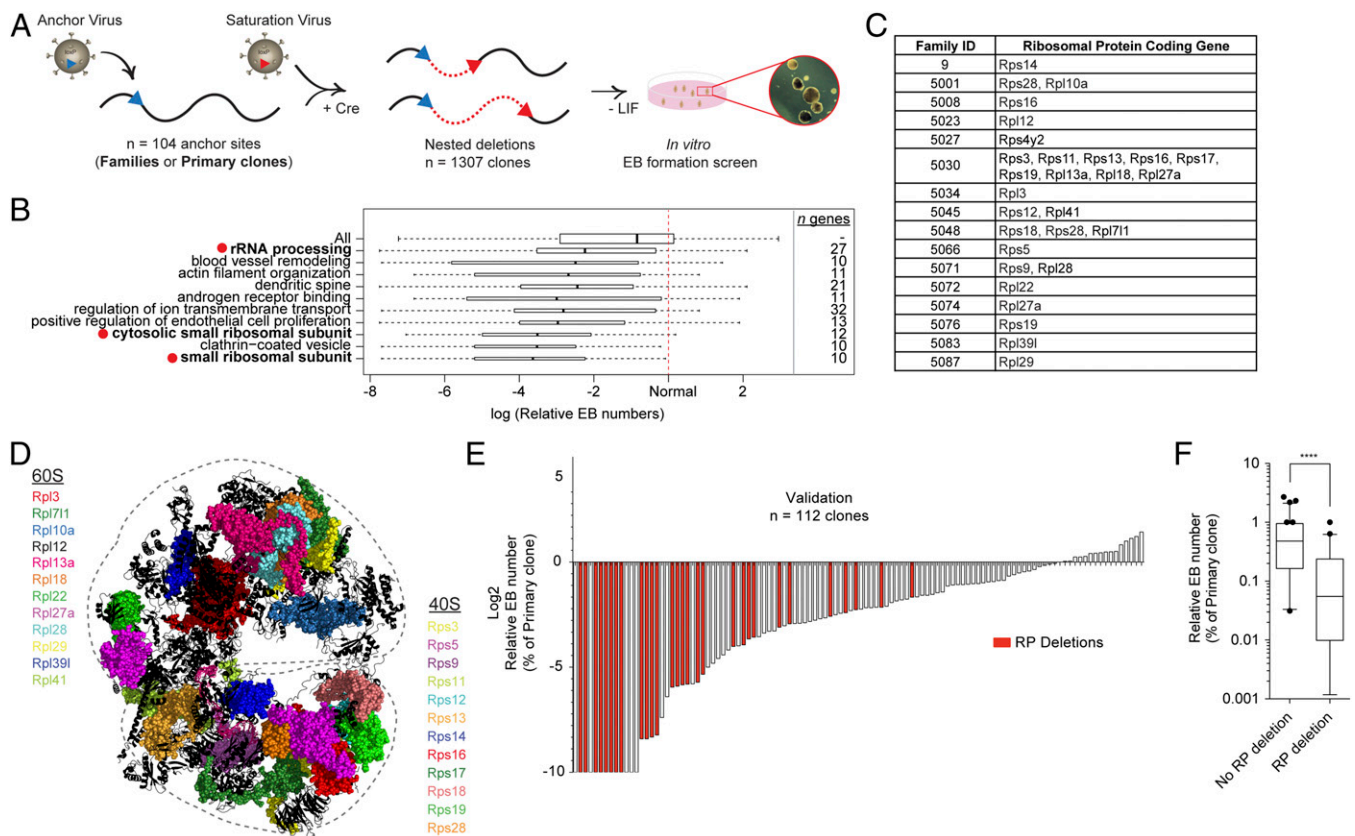 A
Anchor Virus
Saturation Virus
+ Cre
- LIF
n = 104 anchor sites
(Families or Primary clones)
Nested deletions
n = 1307 clones
In vitro
EB formation screen
B
n genes
All
-
rRNA processing
27
blood vessel remodeling
10
actin filament organization
11
dendritic spine
21
androgen receptor binding
11
regulation of ion transmembrane transport
32
positive regulation of endothelial cell proliferation
13
cytosolic small ribosomal subunit
12
clathrin-coated vesicle
10
small ribosomal subunit
10
-8
-6
-4
-2
Normal
2
log (Relative EB numbers)
C
Family ID
Ribosomal Protein Coding Gene
9
Rps14
5001
Rps28, Rpl10a
5008
Rps16
5023
Rpl12
5027
Rps4y2
5030
Rps3, Rps11, Rps13, Rps16, Rps17,
Rps19, Rpl13a, Rpl18, Rpl27a
5034
Rpl3
5045
Rps12, Rpl41
5048
Rps18, Rps28, Rpl7l1
5066
Rps5
5071
Rps9, Rpl28
5072
Rpl22
5074
Rpl27a
5076
Rps19
5083
Rpl39l
5087
Rpl29
D
60S
Rpl3
Rpl7l1
Rpl10a
Rpl12
Rpl13a
Rpl18
Rpl22
Rpl27a
Rpl28
Rpl29
Rpl39l
Rpl41
40S
Rps3
Rps5
Rps9
Rps11
Rps12
Rps13
Rps14
Rps16
Rps17
Rps18
Rps19
Rps28
E
Log2
Relative EB number
(% of Primary clone)
5
0
-5
-10
Validation
n = 112 clones
RP Deletions
F
Relative EB number
(% of Primary clone)
10
1
0.1
0.01
0.001
****
No RP deletion
RP deletion